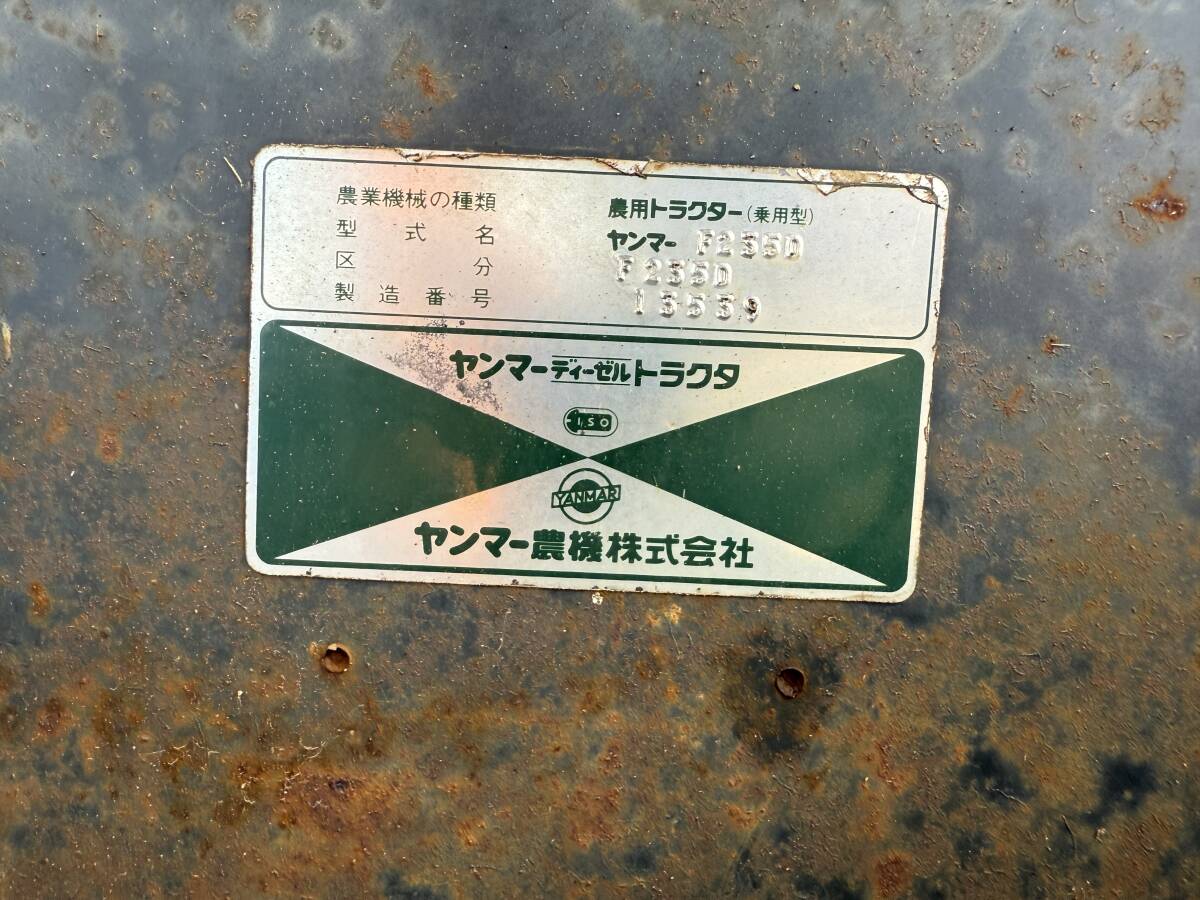 農業機械の種類 農用トラクター(乗用型)
型式名 ヤンマー F235D
区分 F235D
製造番号 13539
ヤンマーディーゼルトラクタ
ISO
YANMAR
ヤンマー農機株式会社